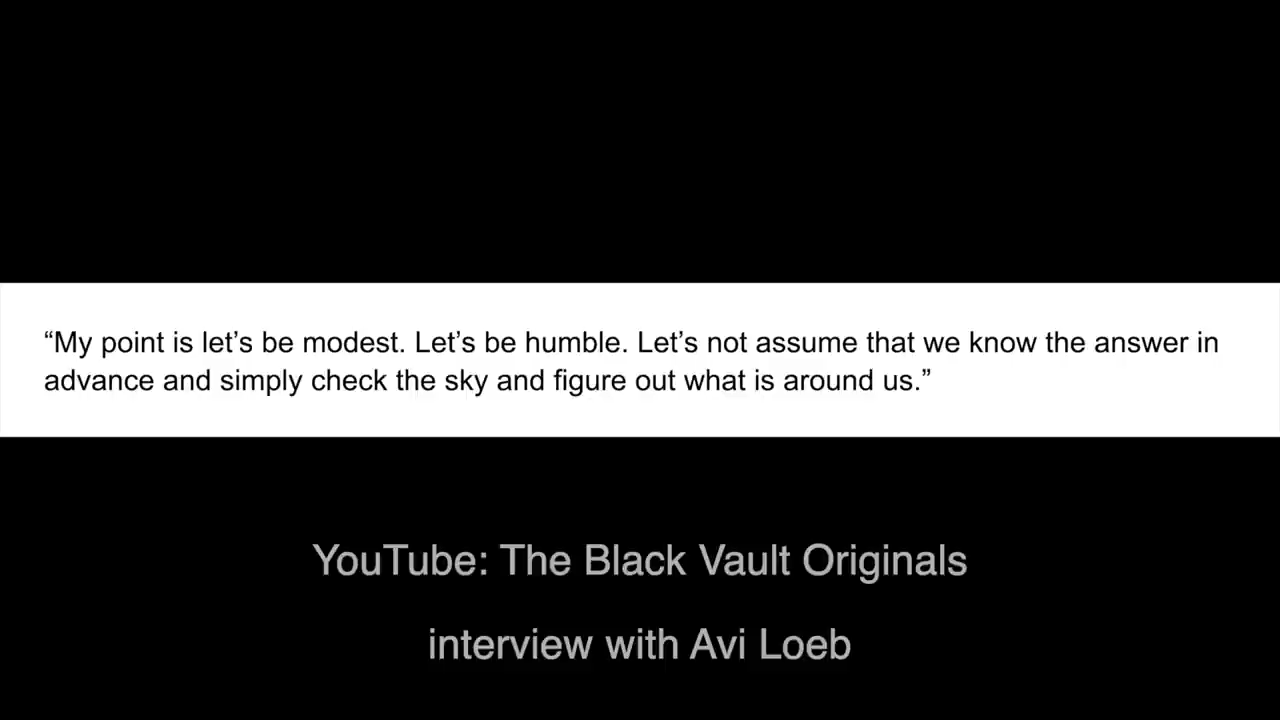 “My point is let’s be modest. Let’s be humble. Let’s not assume that we know the answer in
advance and simply check the sky and figure out what is around us.”
YouTube: The Black Vault Originals
interview with Avi Loeb